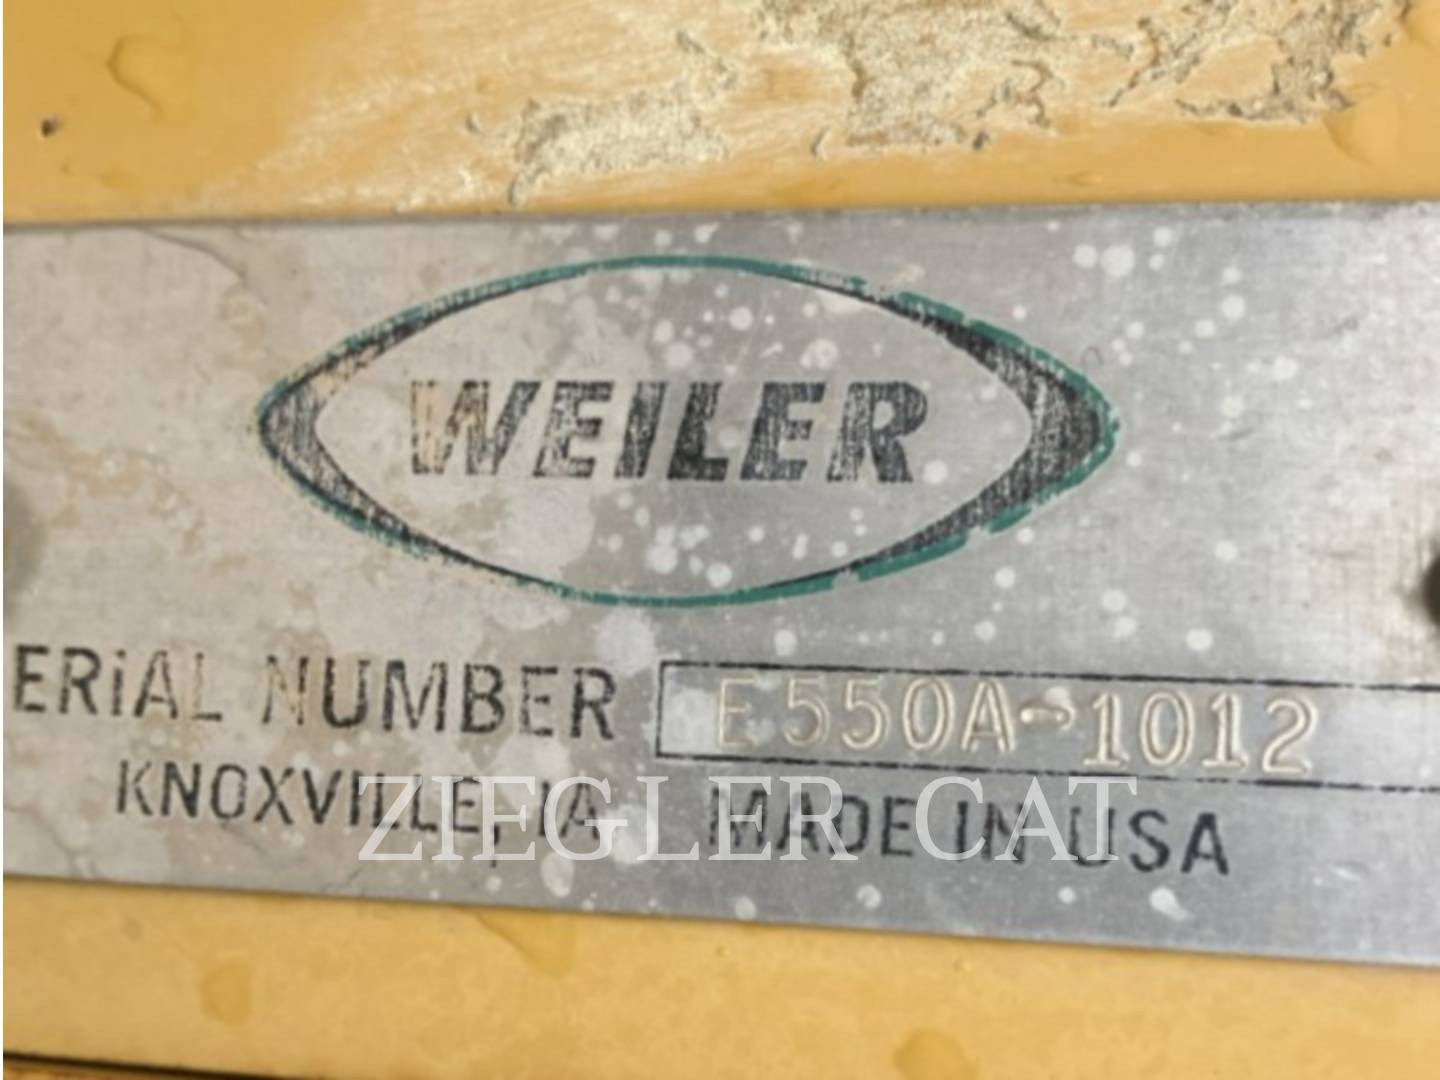 WEILER
ERiAL NUMBER E550A-1012
KNOXVILLE, IA MADE IN USA
ZIEGLER CAT